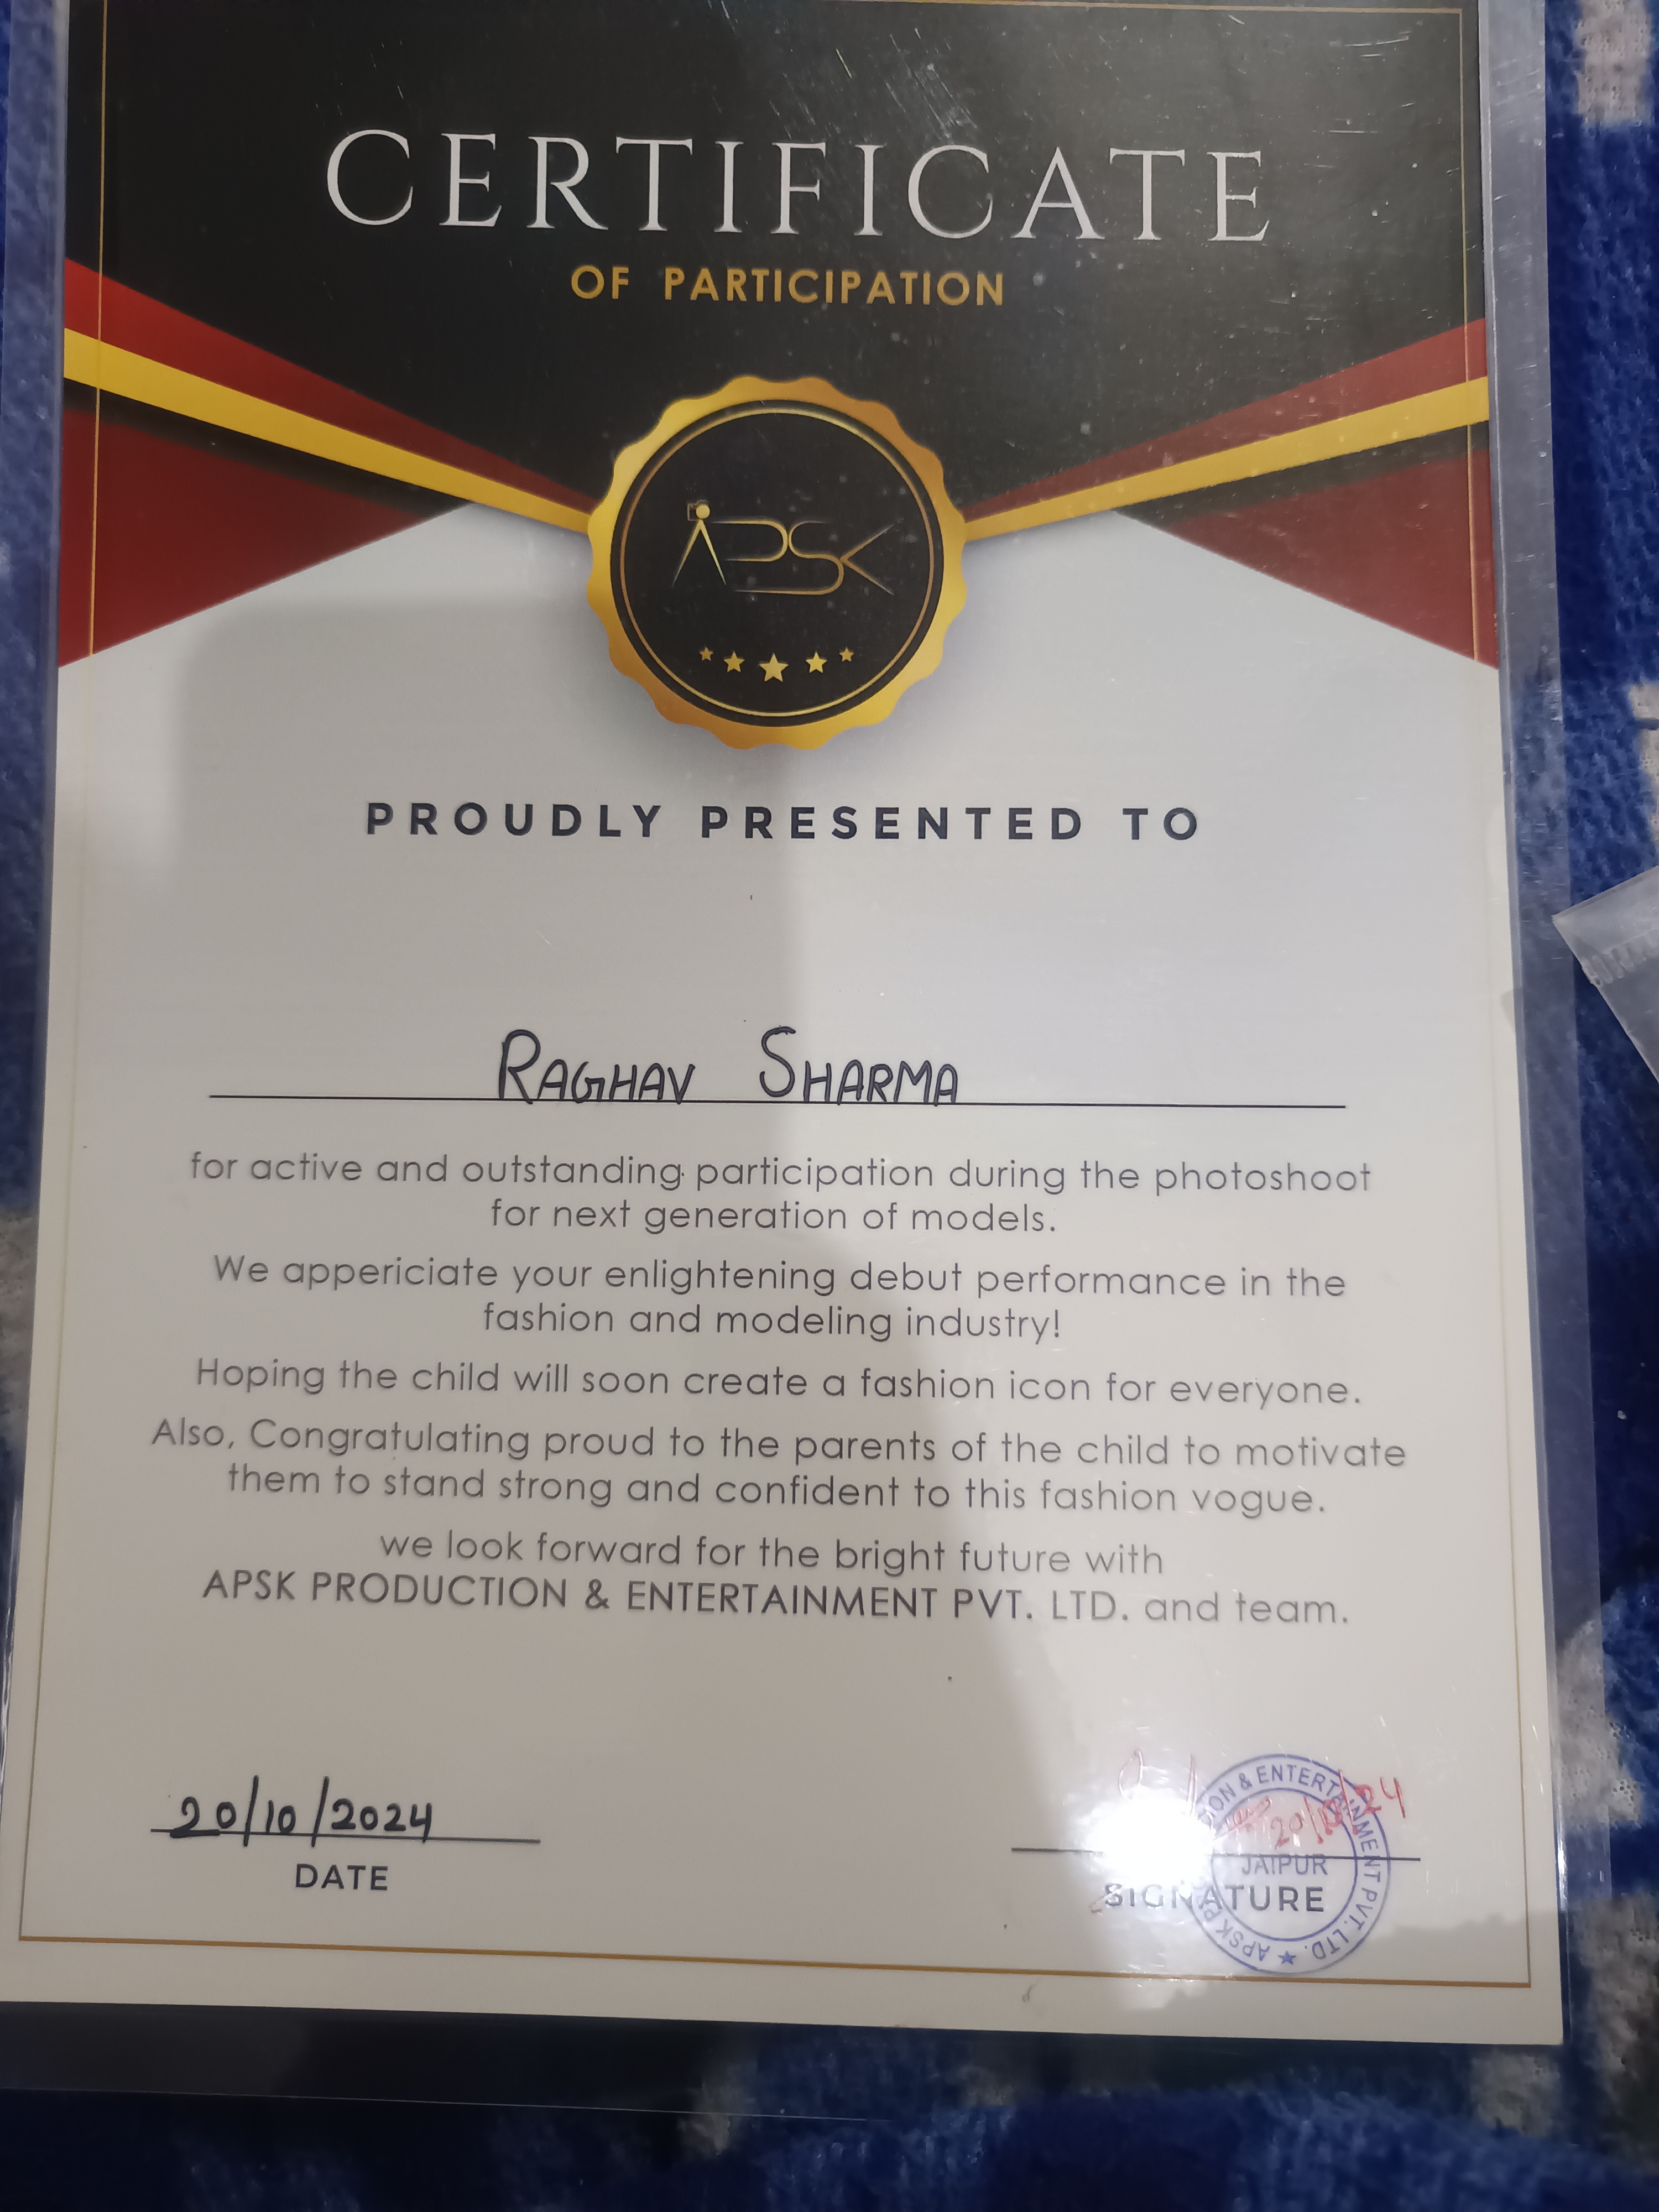 CERTIFICATE
OF PARTICIPATION
APSK
PROUDLY PRESENTED TO
RAGHAV SHARMA
for active and outstanding participation during the photoshoot
for next generation of models.
We appericiate your enlightening debut performance in the
fashion and modeling industry!
Hoping the child will soon create a fashion icon for everyone.
Also, Congratulating proud to the parents of the child to motivate
them to stand strong and confident to this fashion vogue.
we look forward for the bright future with
APSK PRODUCTION & ENTERTAINMENT PVT. LTD. and team.
20/10/2024
DATE
& ENTERTAINMENT PVT. LTD. ★ APSK
JAIPUR
SIGNATURE